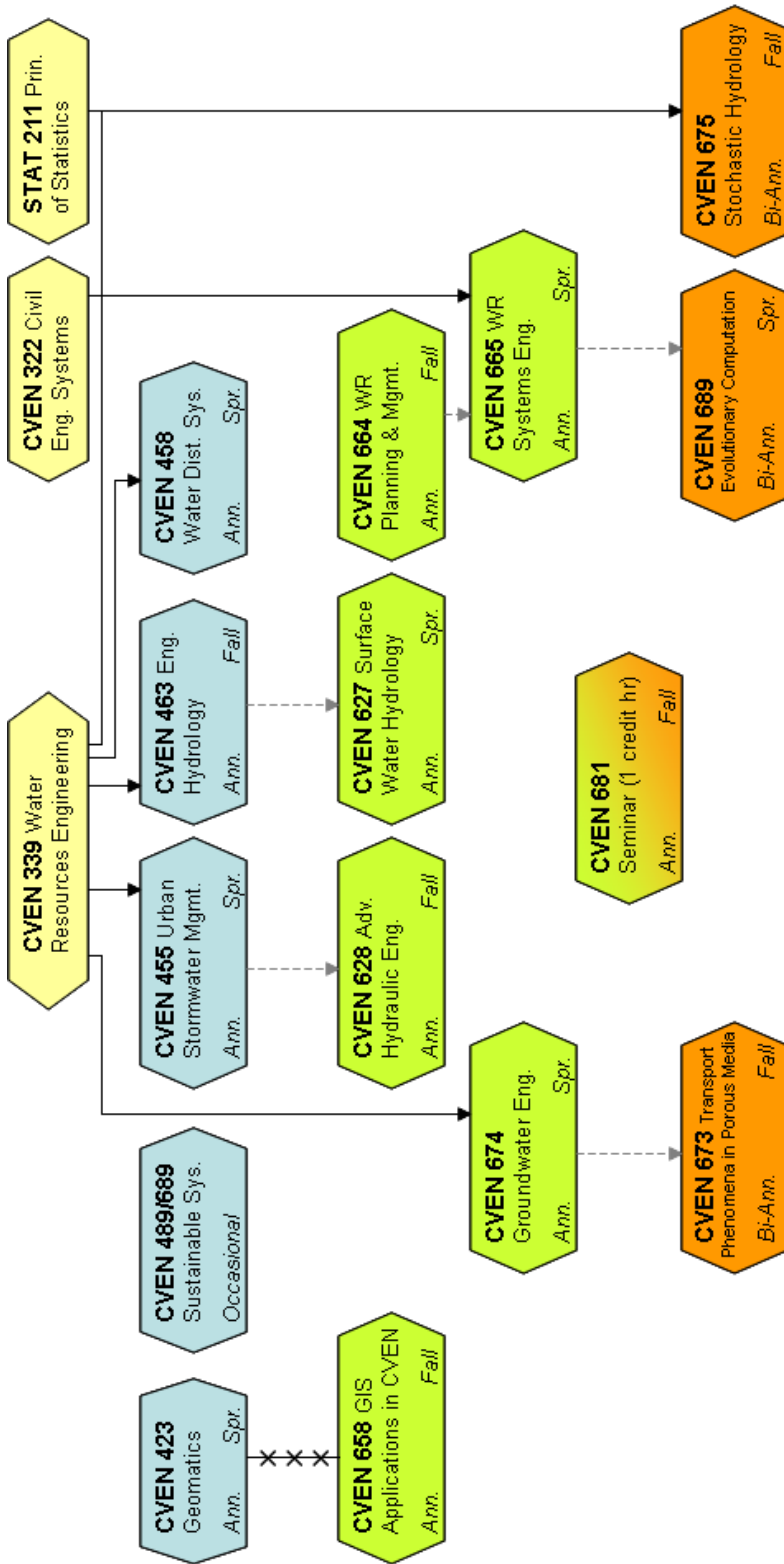 CVEN 339 Water
Resources Engineering
CVEN 322 Civil
Eng. Systems
STAT 211 Prin.
of Statistics
CVEN 423
Geomatics
Ann. Spr.
CVEN 489/689
Sustainable Sys.
Occasional
CVEN 455 Urban
Stormwater Mgmt.
Ann. Spr.
CVEN 463 Eng.
Hydrology
Ann. Fall
CVEN 458
Water Dist. Sys.
Ann. Spr.
CVEN 658 GIS
Applications in CVEN
Ann. Fall
CVEN 628 Adv.
Hydraulic Eng.
Ann. Fall
CVEN 627 Surface
Water Hydrology
Ann. Spr.
CVEN 664 WR
Planning & Mgmt.
Ann. Fall
CVEN 674
Groundwater Eng.
Ann. Spr.
CVEN 665 WR
Systems Eng.
Ann. Spr.
CVEN 681
Seminar (1 credit hr)
Ann. Fall
CVEN 673 Transport
Phenomena in Porous Media
Bi-Ann. Fall
CVEN 689
Evolutionary Computation
Bi-Ann. Spr.
CVEN 675
Stochastic Hydrology
Bi-Ann. Fall